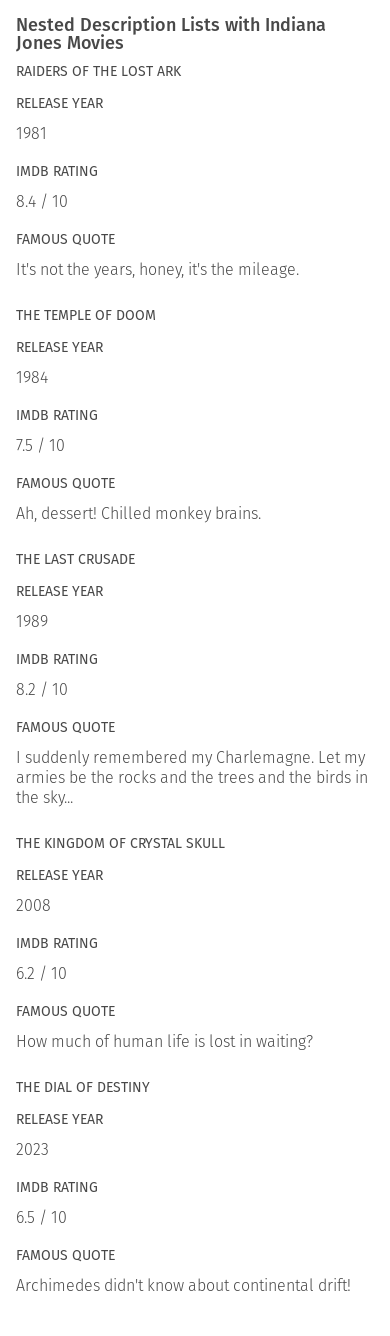 Nested Description Lists with Indiana
Jones Movies
RAIDERS OF THE LOST ARK
RELEASE YEAR
1981
IMDB RATING
8.4 / 10
FAMOUS QUOTE
It's not the years, honey, it's the mileage.
THE TEMPLE OF DOOM
RELEASE YEAR
1984
IMDB RATING
7.5 / 10
FAMOUS QUOTE
Ah, dessert! Chilled monkey brains.
THE LAST CRUSADE
RELEASE YEAR
1989
IMDB RATING
8.2 / 10
FAMOUS QUOTE
I suddenly remembered my Charlemagne. Let my
armies be the rocks and the trees and the birds in
the sky...
THE KINGDOM OF CRYSTAL SKULL
RELEASE YEAR
2008
IMDB RATING
6.2 / 10
FAMOUS QUOTE
How much of human life is lost in waiting?
THE DIAL OF DESTINY
RELEASE YEAR
2023
IMDB RATING
6.5 / 10
FAMOUS QUOTE
Archimedes didn't know about continental drift!